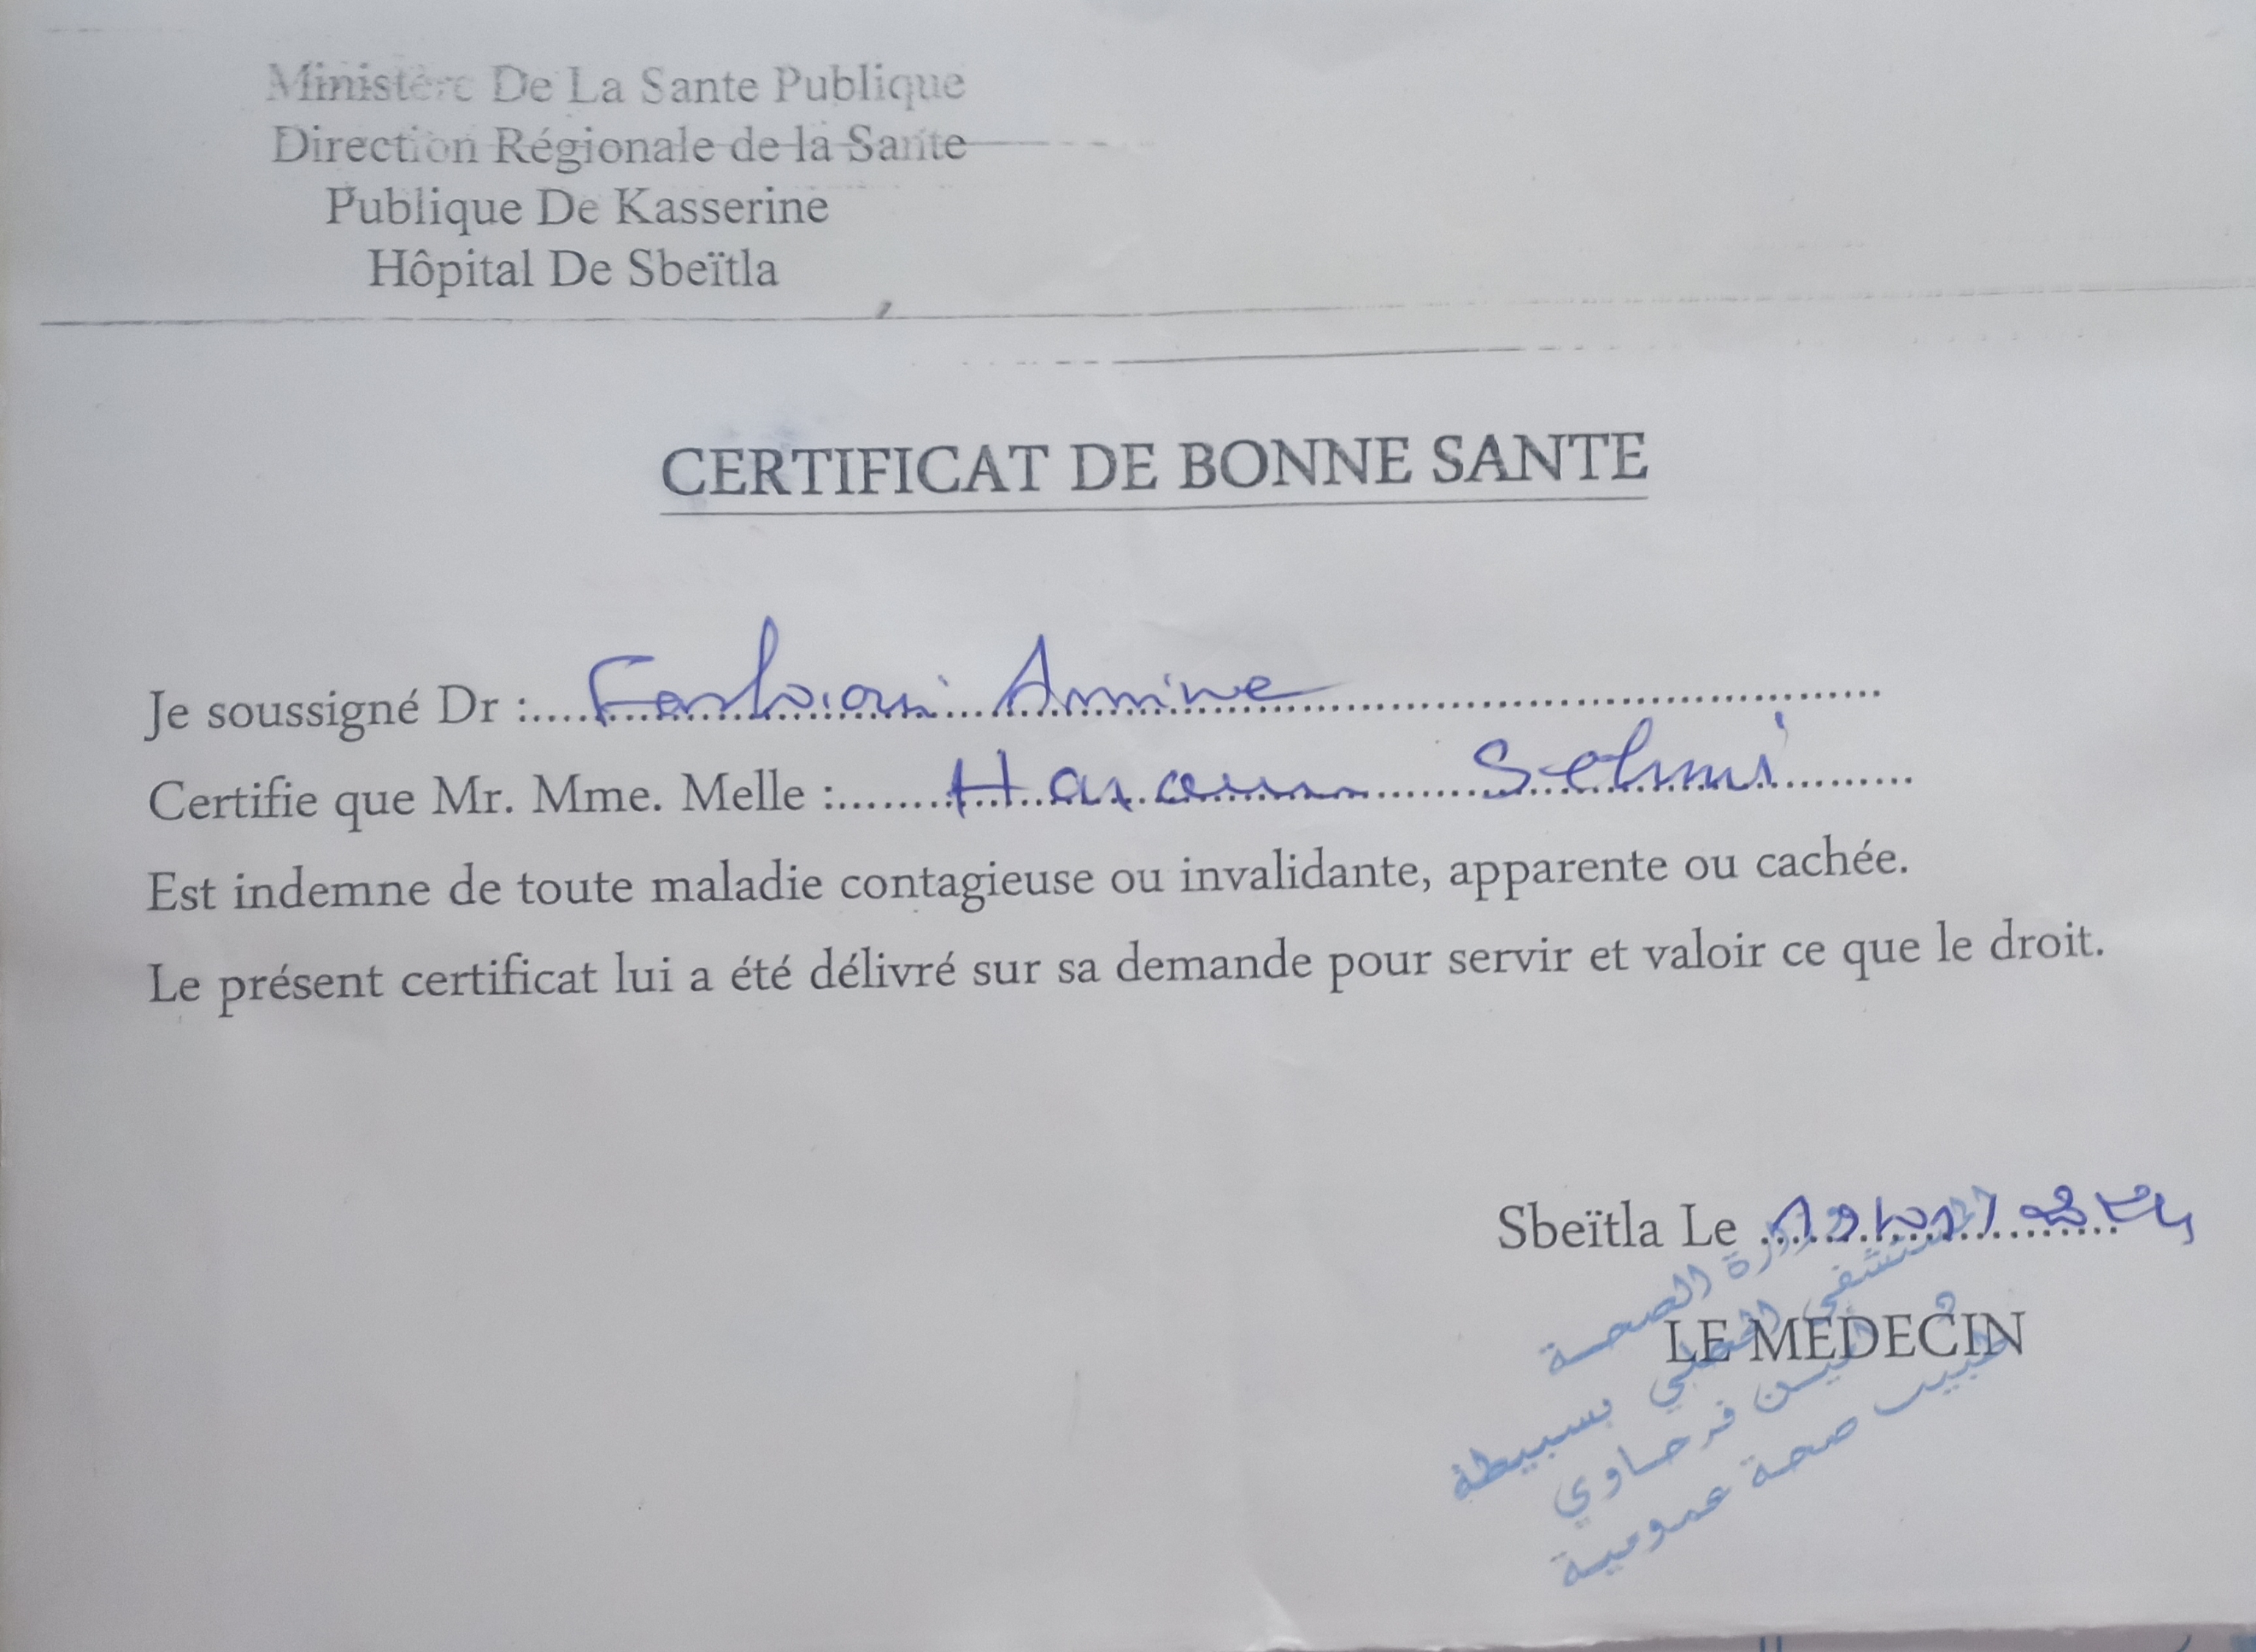 Ministère De La Sante Publique
Direction Régionale de la Sante
Publique De Kasserine
Hôpital De Sbeïtla
CERTIFICAT DE BONNE SANTE
Je soussigné Dr : Farhaoui Amine
Certifie que Mr. Mme. Melle : Selmi
Est indemne de toute maladie contagieuse ou invalidante, apparente ou cachée.
Le présent certificat lui a été délivré sur sa demande pour servir et valoir ce que le droit.
Sbeïtla Le
LE MEDECIN
وزارة الصحة
المستشفى المحلي بسبيطلة
فرحاوي
طبيب صحة عمومية